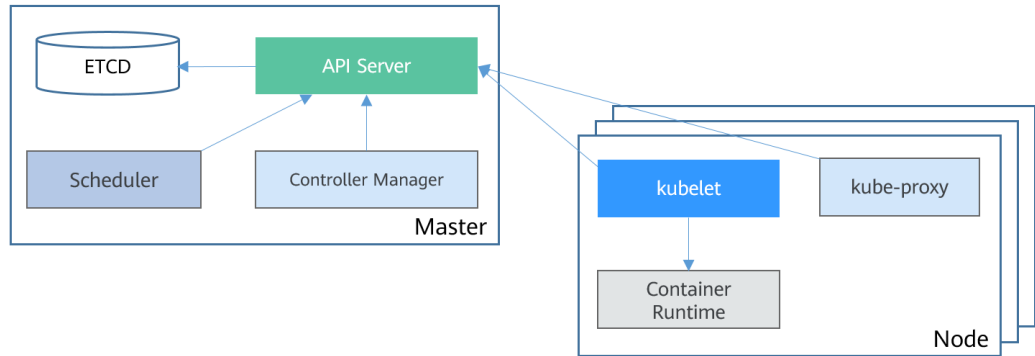 ETCD
API Server
Scheduler
Controller Manager
Master
kubelet
kube-proxy
Container
Runtime
Node